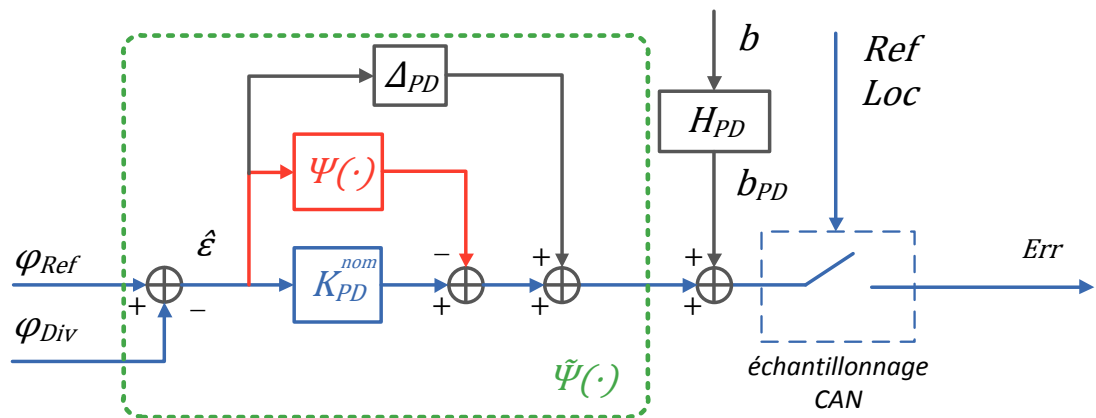 b
Ref
Loc
Δ_PD
H_PD
Ψ(·)
b_PD
φ_Ref
ε̂
K_PD^nom
Err
φ_Div
+
−
−
+
+
+
+
+
Ψ̃(·)
échantillonnage
CAN